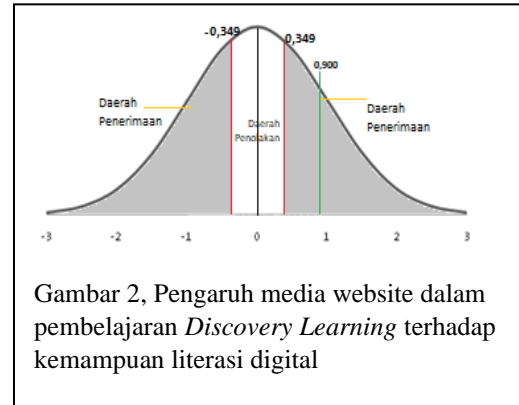 -0,349
0,349
0,900
Daerah
Penerimaan
Daerah
Penolakan
Daerah
Penerimaan
-3
-2
-1
0
1
2
3
Gambar 2, Pengaruh media website dalam
pembelajaran Discovery Learning terhadap
kemampuan literasi digital